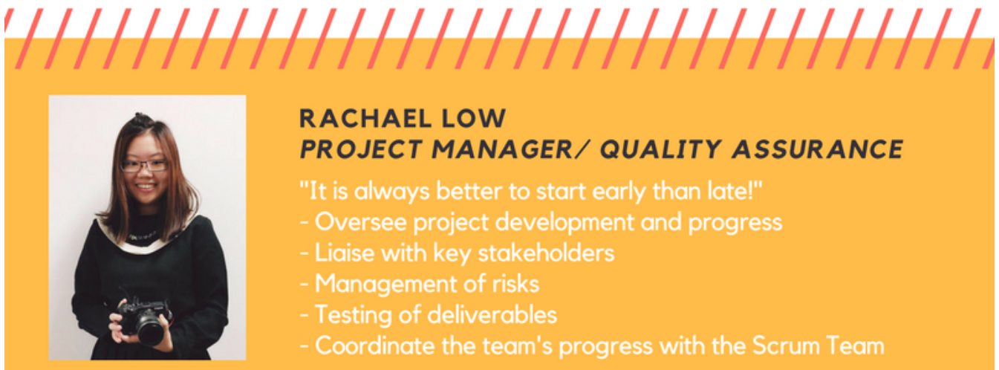 RACHAEL LOW
PROJECT MANAGER/ QUALITY ASSURANCE
"It is always better to start early than late!"
- Oversee project development and progress
- Liaise with key stakeholders
- Management of risks
- Testing of deliverables
- Coordinate the team's progress with the Scrum Team